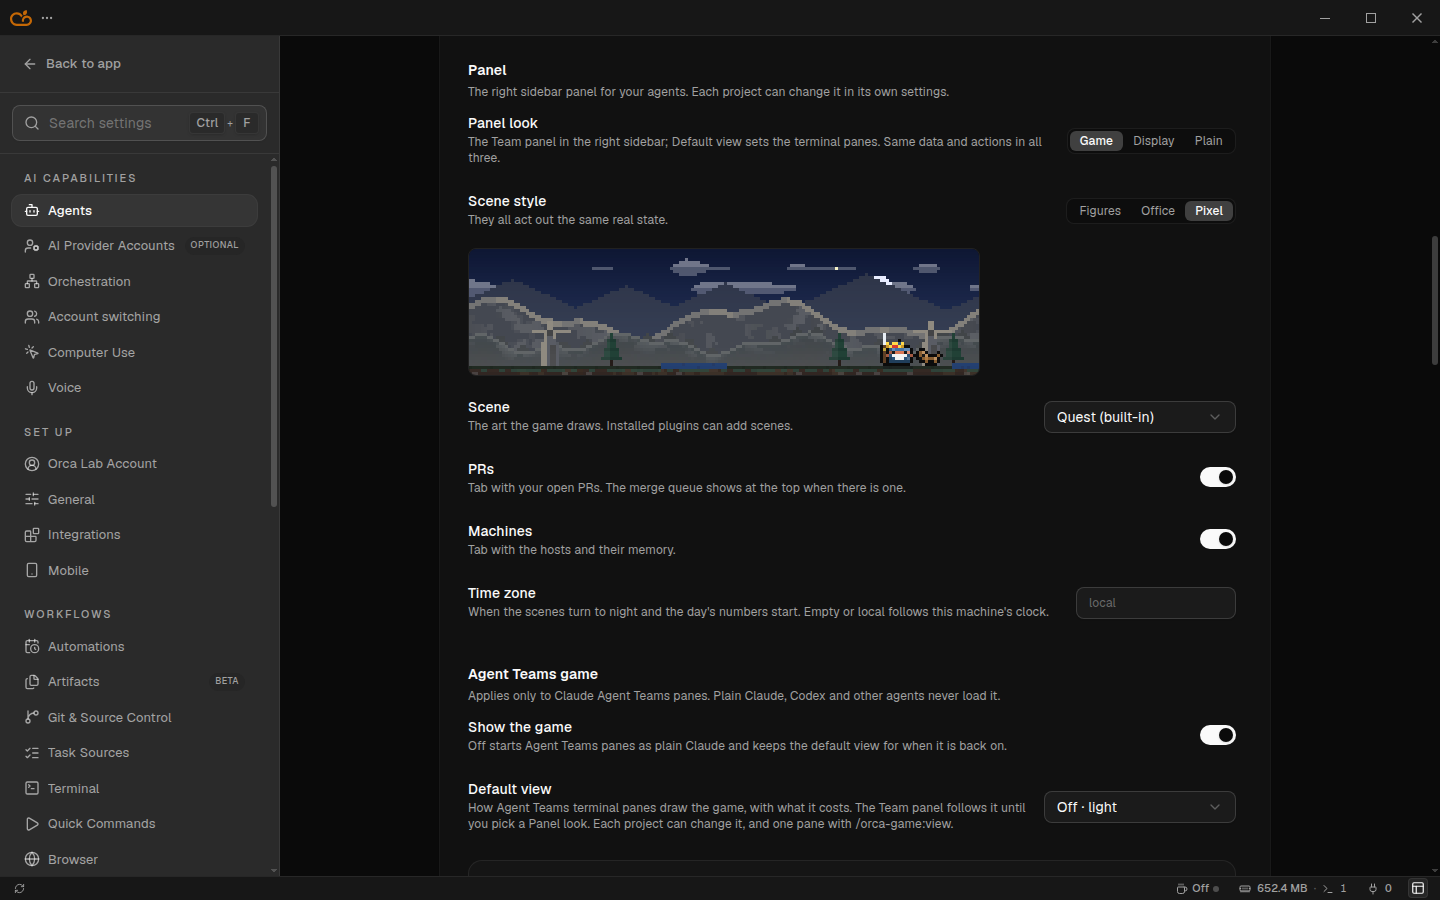 Back to app
Search settings Ctrl + F
AI CAPABILITIES
Agents
AI Provider Accounts OPTIONAL
Orchestration
Account switching
Computer Use
Voice
SET UP
Orca Lab Account
General
Integrations
Mobile
WORKFLOWS
Automations
Artifacts BETA
Git & Source Control
Task Sources
Terminal
Quick Commands
Browser
Panel
The right sidebar panel for your agents. Each project can change it in its own settings.
Panel look
The Team panel in the right sidebar; Default view sets the terminal panes. Same data and actions in all
three.
Game Display Plain
Scene style
They all act out the same real state.
Figures Office Pixel
Scene
The art the game draws. Installed plugins can add scenes.
Quest (built-in)
PRs
Tab with your open PRs. The merge queue shows at the top when there is one.
Machines
Tab with the hosts and their memory.
Time zone
When the scenes turn to night and the day's numbers start. Empty or local follows this machine's clock.
local
Agent Teams game
Applies only to Claude Agent Teams panes. Plain Claude, Codex and other agents never load it.
Show the game
Off starts Agent Teams panes as plain Claude and keeps the default view for when it is back on.
Default view
How Agent Teams terminal panes draw the game, with what it costs. The Team panel follows it until
you pick a Panel look. Each project can change it, and one pane with /orca-game:view.
Off · light
Off 652.4 MB · 1 0